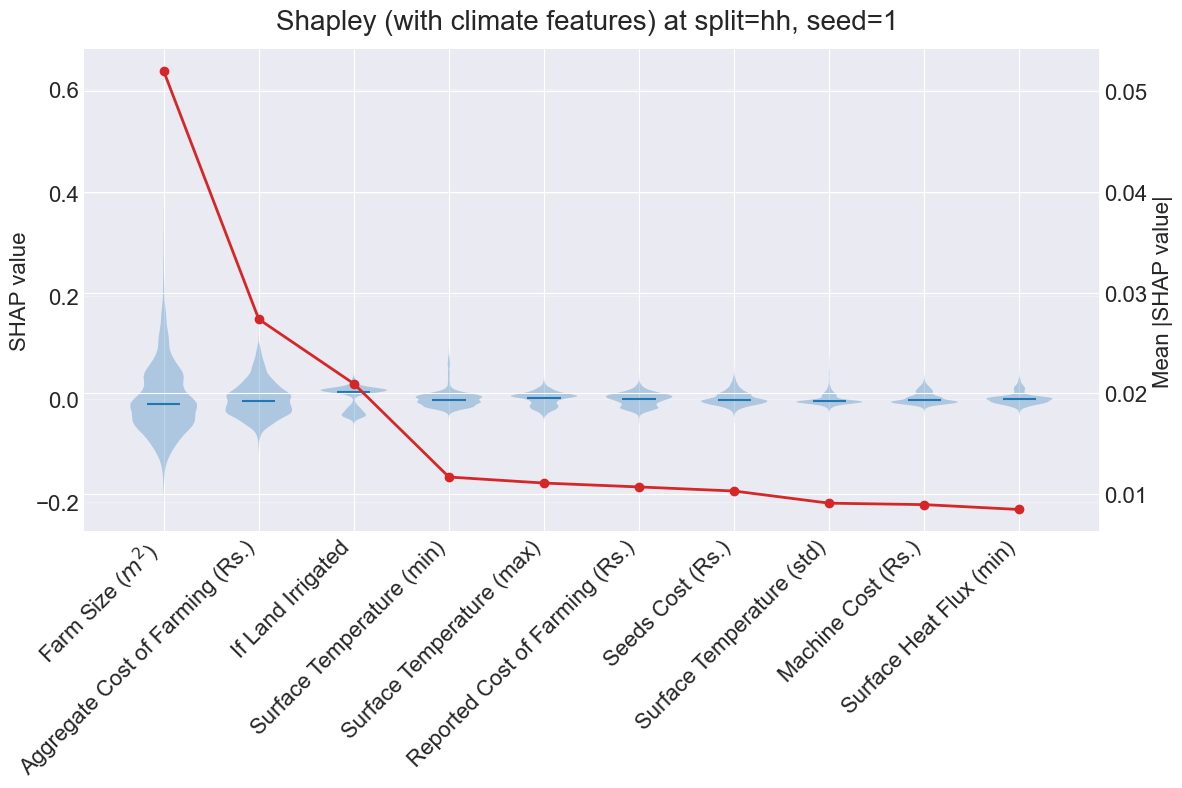 Shapley (with climate features) at split=hh, seed=1
SHAP value
0.6
0.4
0.2
0.0
−0.2
0.05
0.04
0.03
0.02
0.01
Mean |SHAP value|
Farm Size (m²)
Aggregate Cost of Farming (Rs.)
If Land Irrigated
Surface Temperature (min)
Surface Temperature (max)
Reported Cost of Farming (Rs.)
Seeds Cost (Rs.)
Surface Temperature (std)
Machine Cost (Rs.)
Surface Heat Flux (min)